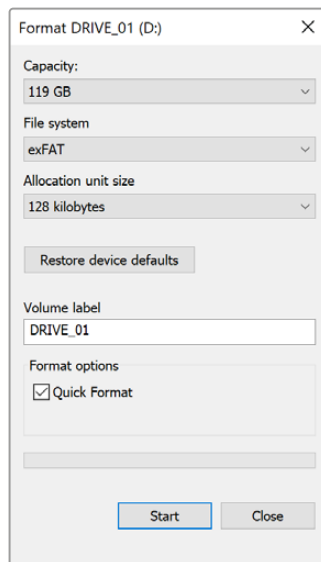 Format DRIVE_01 (D:)
Capacity:
119 GB
File system
exFAT
Allocation unit size
128 kilobytes
Restore device defaults
Volume label
DRIVE_01
Format options
Quick Format
Start Close